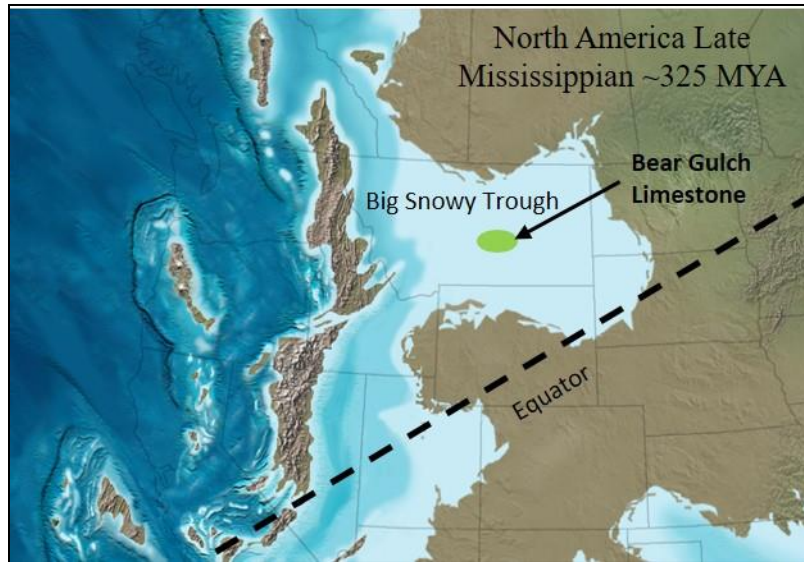 North America Late
Mississippian ~325 MYA
Bear Gulch
Limestone
Big Snowy Trough
Equator